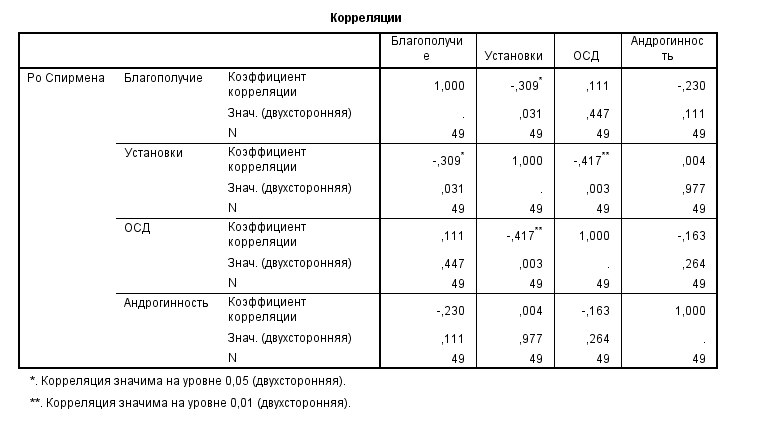 Корреляции
Благополучи
е Установки ОСД Андрогиннос
ть
Ро Спирмена Благополучие Коэффициент
корреляции 1,000 -,309* ,111 -,230
Знач. (двухсторонняя) . ,031 ,447 ,111
N 49 49 49 49
Установки Коэффициент
корреляции -,309* 1,000 -,417** ,004
Знач. (двухсторонняя) ,031 . ,003 ,977
N 49 49 49 49
ОСД Коэффициент
корреляции ,111 -,417** 1,000 -,163
Знач. (двухсторонняя) ,447 ,003 . ,264
N 49 49 49 49
Андрогинность Коэффициент
корреляции -,230 ,004 -,163 1,000
Знач. (двухсторонняя) ,111 ,977 ,264 .
N 49 49 49 49
*. Корреляция значима на уровне 0,05 (двухсторонняя).
**. Корреляция значима на уровне 0,01 (двухсторонняя).